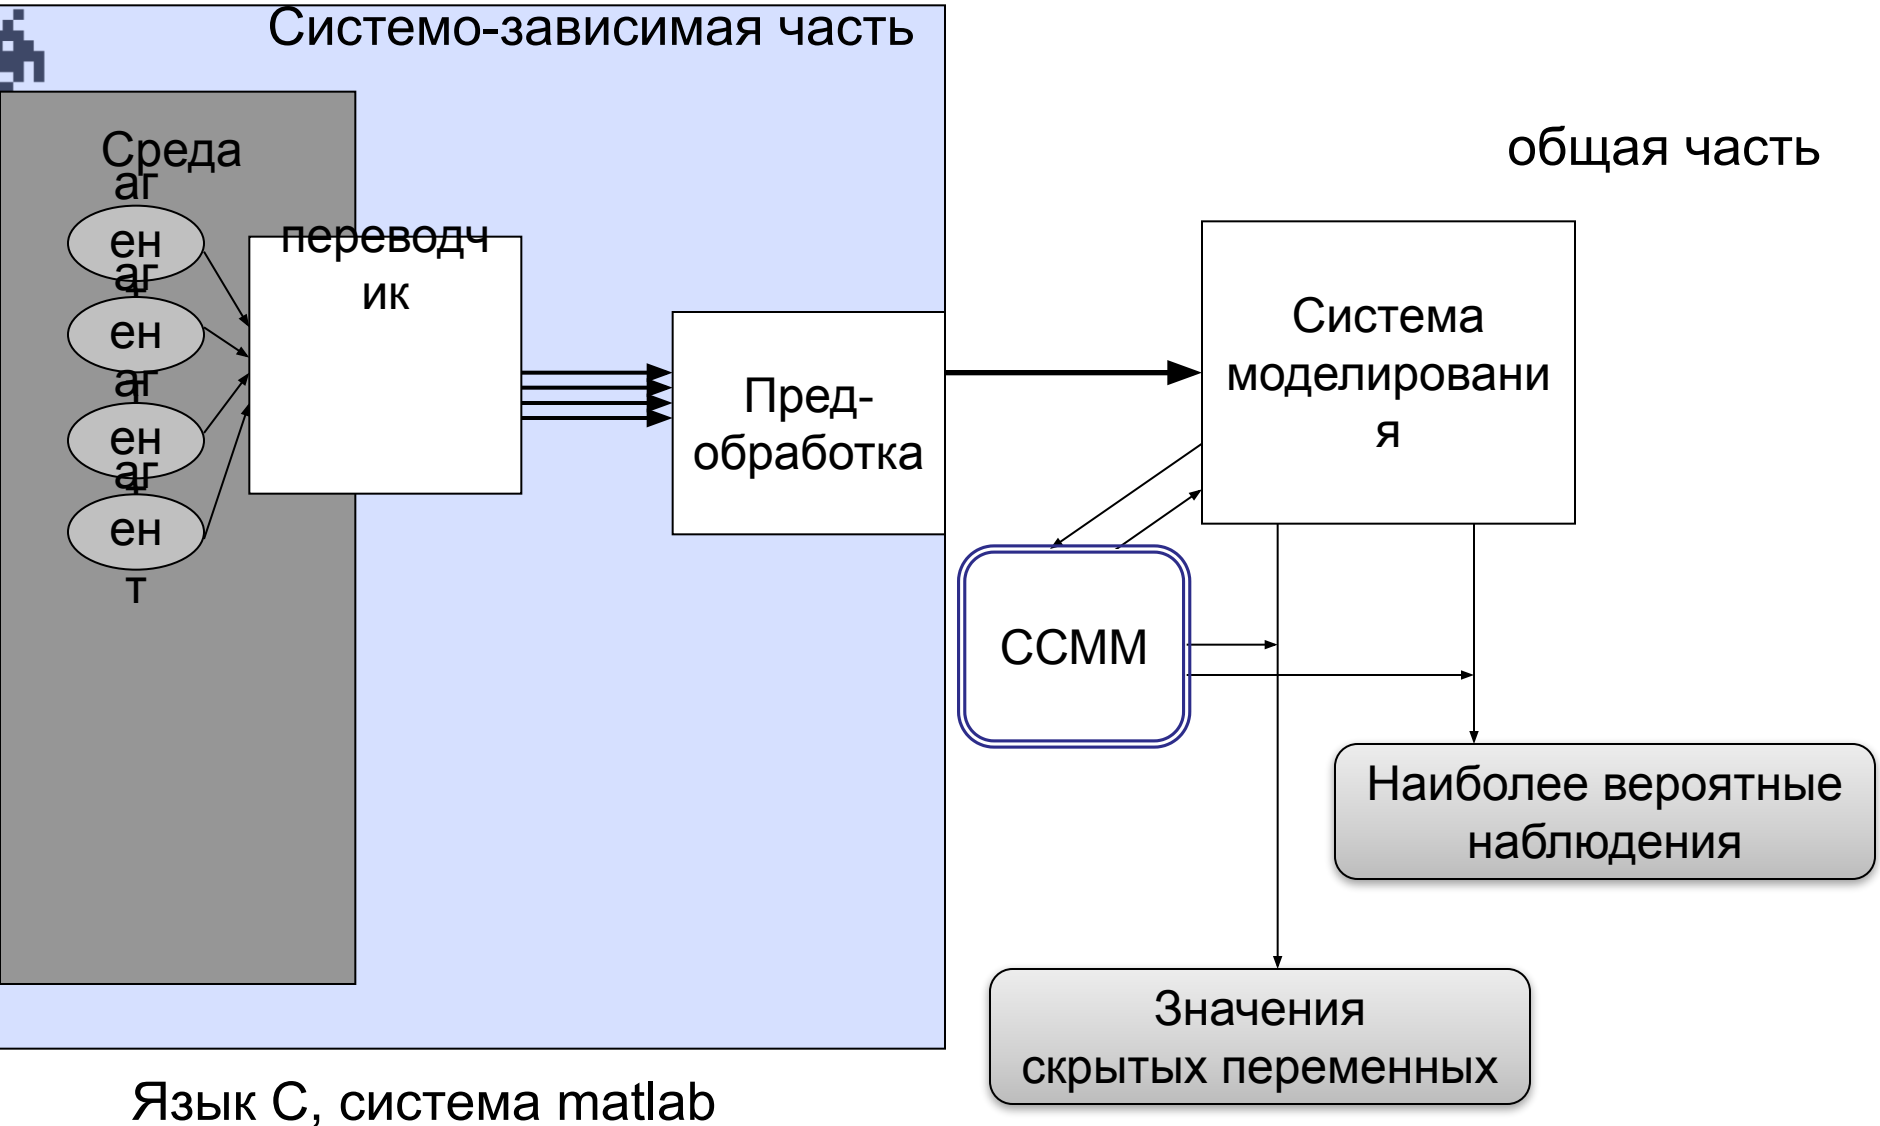 Системо-зависимая часть
общая часть
Среда
аг
ен
т
аг
ен
т
аг
ен
т
аг
ен
т
переводч
ик
Пред-
обработка
Система
моделировани
я
ССММ
Наиболее вероятные
наблюдения
Значения
скрытых переменных
Язык С, система matlab